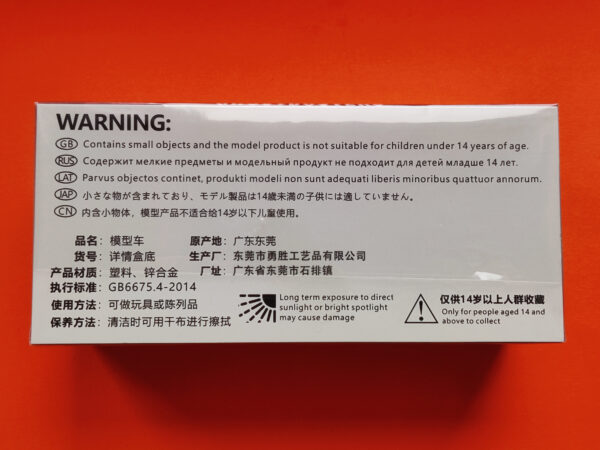 WARNING:
GB Contains small objects and the model product is not suitable for children under 14 years of age.
RUS Содержит мелкие предметы и модельный продукт не подходит для детей младше 14 лет.
LAT Parvus objectos continet, produkti modeleli non sunt adequati liberis minoribus quattuor annorum.
JAP 小さな物が含まれており、モデル製品は14歳未満の子供には適していません。
CN 内含小物体，模型产品不适合给14岁以下儿童使用。
品名：模型车 原产地：广东东莞
货号：详情盒底 生产厂：东莞市勇胜工艺品有限公司
产品材质：塑料、锌合金 厂址：广东省东莞市石排镇
执行标准：GB6675.4-2014
使用方法：可做玩具或陈列品
保养方法：清洁时可用干布进行擦拭
Long term exposure to direct
sunlight or bright spotlight
may cause damage
仅供14岁以上人群收藏
Only for people aged 14 and
above to collect